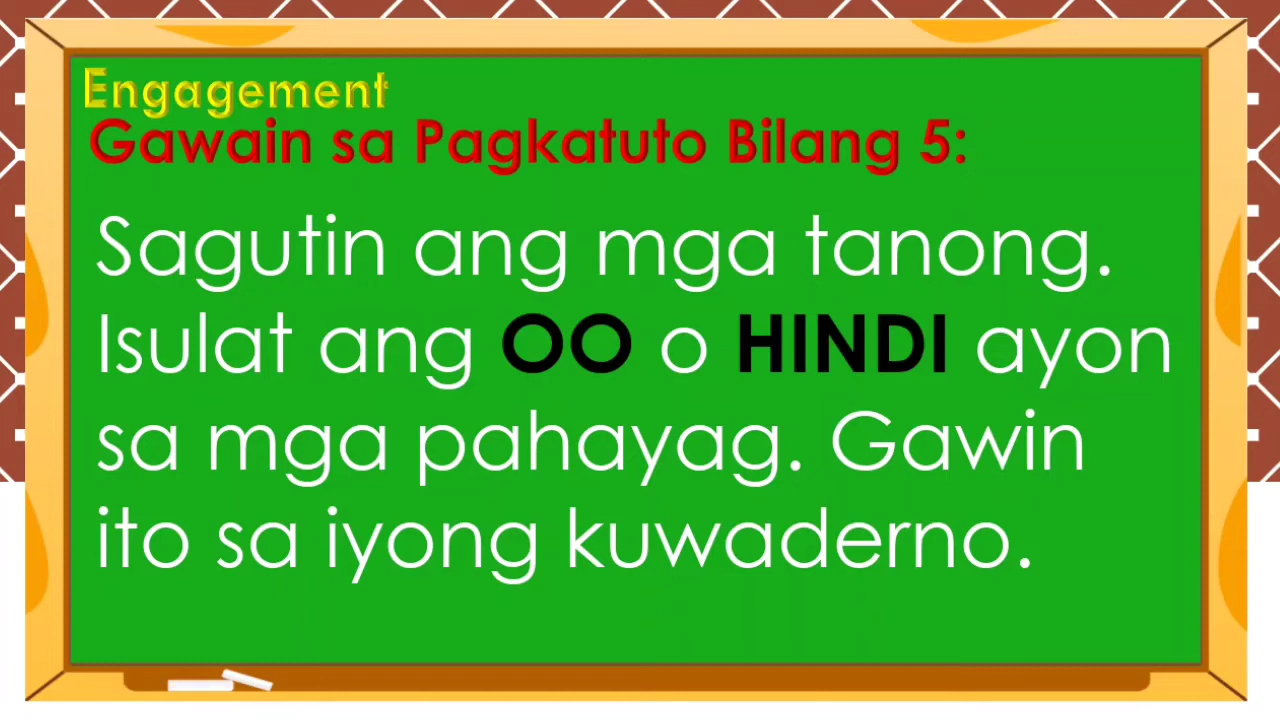 Engagement
Gawain sa Pagkatuto Bilang 5:
Sagutin ang mga tanong.
Isulat ang OO o HINDI ayon
sa mga pahayag. Gawin
ito sa iyong kuwaderno.